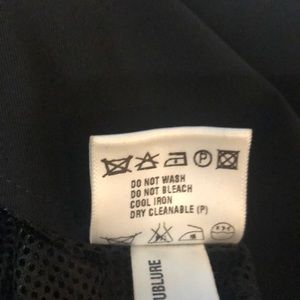 P
DO NOT WASH
DO NOT BLEACH
COOL IRON
DRY CLEANABLE (P)
UBLURE